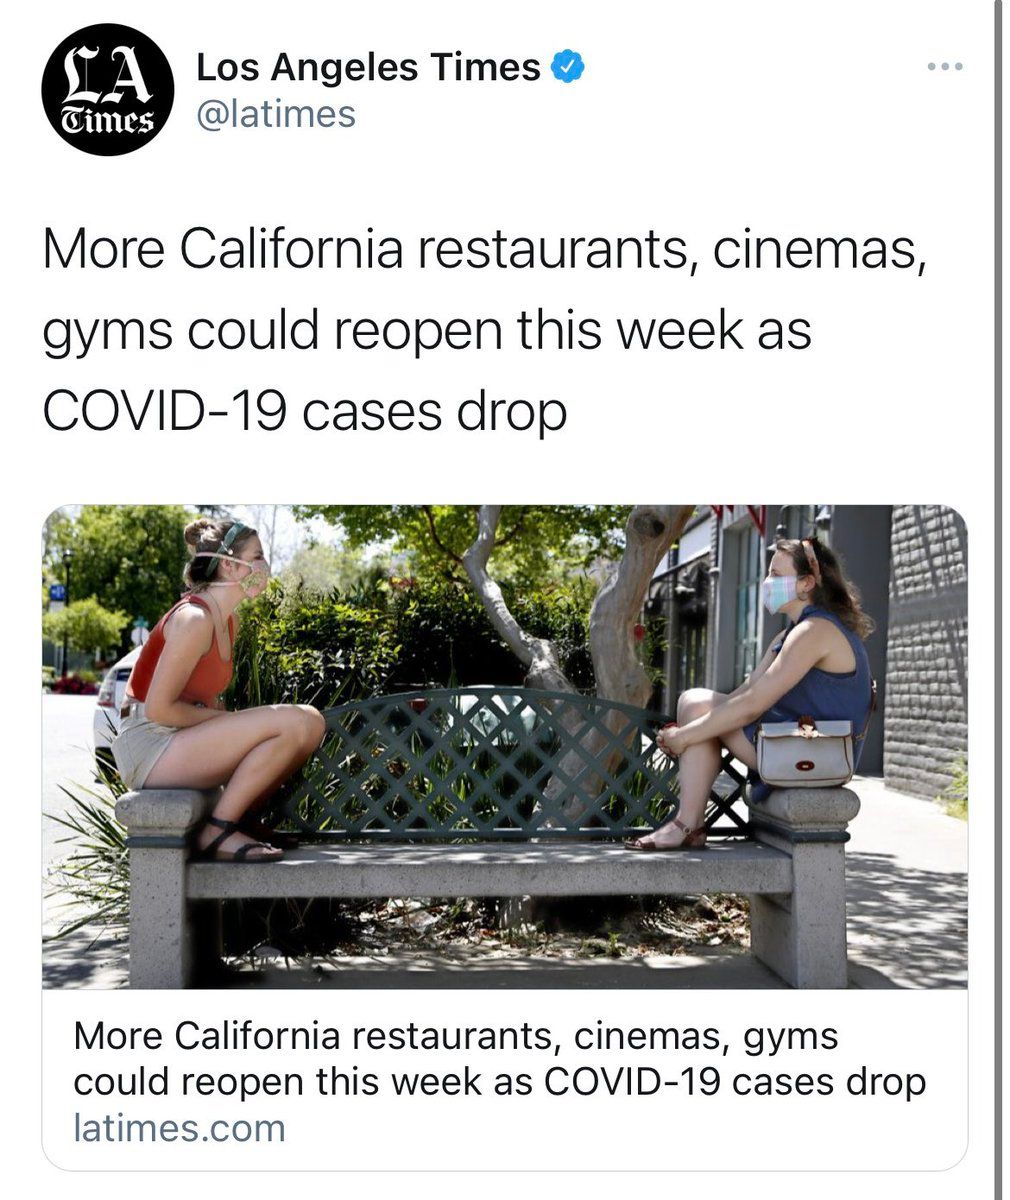 LA
Times
Los Angeles Times
@latimes
More California restaurants, cinemas,
gyms could reopen this week as
COVID-19 cases drop
More California restaurants, cinemas, gyms
could reopen this week as COVID-19 cases drop
latimes.com